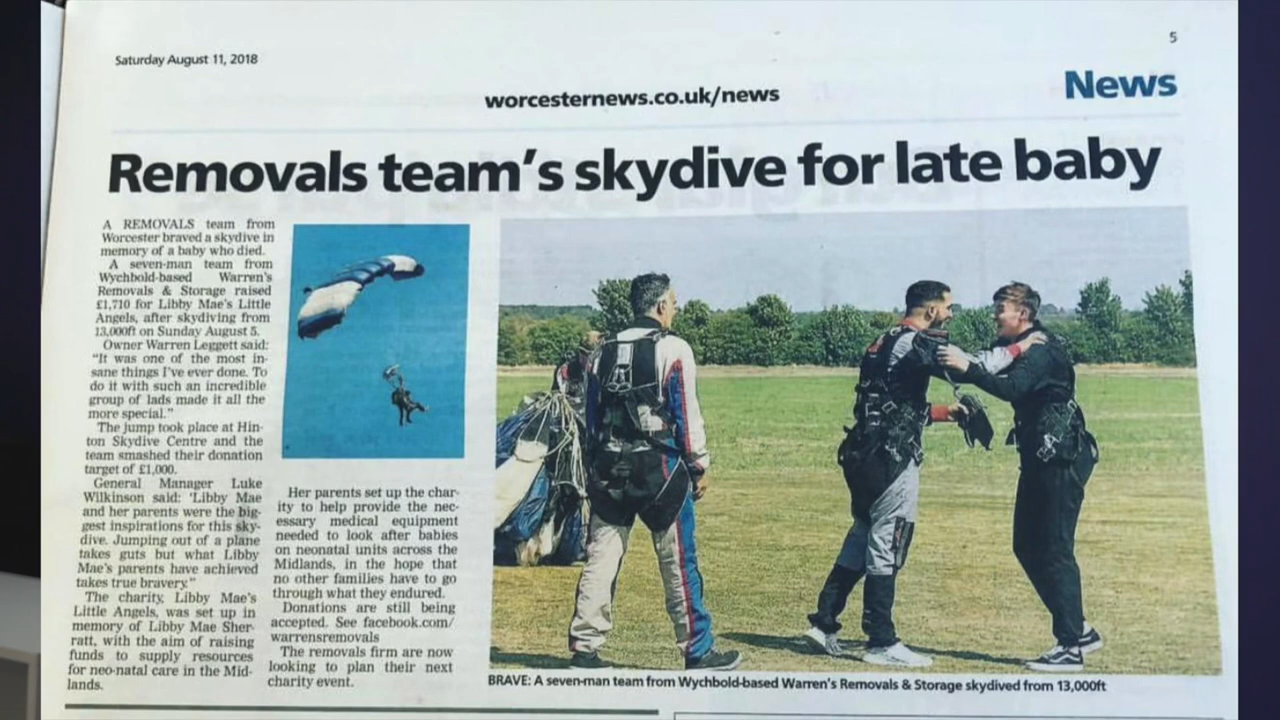 5
Saturday August 11, 2018
worcesternews.co.uk/news
News
Removals team's skydive for late baby
A REMOVALS team from
Worcester braved a skydive in
memory of a baby who died.
A seven-man team from
Wychbold-based Warren's
Removals & Storage raised
£1,710 for Libby Mae's Little
Angels, after skydiving from
13,000ft on Sunday August 5.
Owner Warren Leggett said:
"It was one of the most in-
sane things I've ever done. To
do it with such an incredible
group of lads made it all the
more special."
The jump took place at Hin-
ton Skydive Centre and the
team smashed their donation
target of £1,000.
General Manager Luke
Wilkinson said: 'Libby Mae
and her parents were the big-
gest inspirations for this sky-
dive. Jumping out of a plane
takes guts but what Libby
Mae's parents have achieved
takes true bravery."
The charity, Libby Mae's
Little Angels, was set up in
memory of Libby Mae Sher-
ratt, with the aim of raising
funds to supply resources
for neo-natal care in the Mid-
lands.
Her parents set up the char-
ity to help provide the nec-
essary medical equipment
needed to look after babies
on neonatal units across the
Midlands, in the hope that
no other families have to go
through what they endured.
Donations are still being
accepted. See facebook.com/
warrensremovals
The removals firm are now
looking to plan their next
charity event.
BRAVE: A seven-man team from Wychbold-based Warren's Removals & Storage skydived from 13,000ft